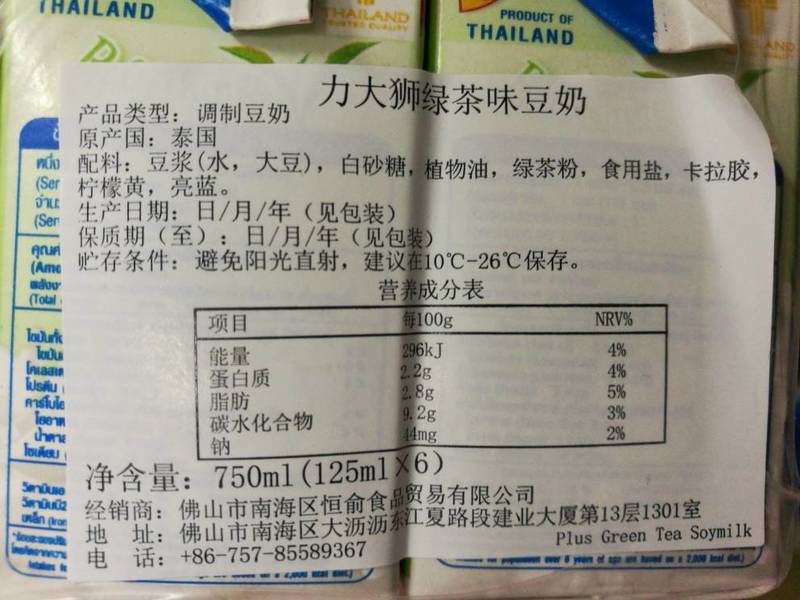 THAILAND
THAILAND
TRUSTED QUALITY
PRODUCT OF
THAILAND
力大狮绿茶味豆奶
产品类型：调制豆奶
原产国：泰国
配料：豆浆(水，大豆)，白砂糖，植物油，绿茶粉，食用盐，卡拉胶，
柠檬黄，亮蓝。
生产日期：日/月/年（见包装）
保质期（至）：日/月/年（见包装）
贮存条件：避免阳光直射，建议在10℃-26℃保存。
营养成分表
项目 每100g NRV%
能量 296kJ 4%
蛋白质 2.2g 4%
脂肪 2.8g 5%
碳水化合物 9.2g 3%
钠 44mg 2%
净含量：750ml(125ml×6)
经销商：佛山市南海区恒俞食品贸易有限公司
地 址：佛山市南海区大沥沥东江夏路段建业大厦第13层1301室
电 话：+86-757-85589367
Plus Green Tea Soymilk